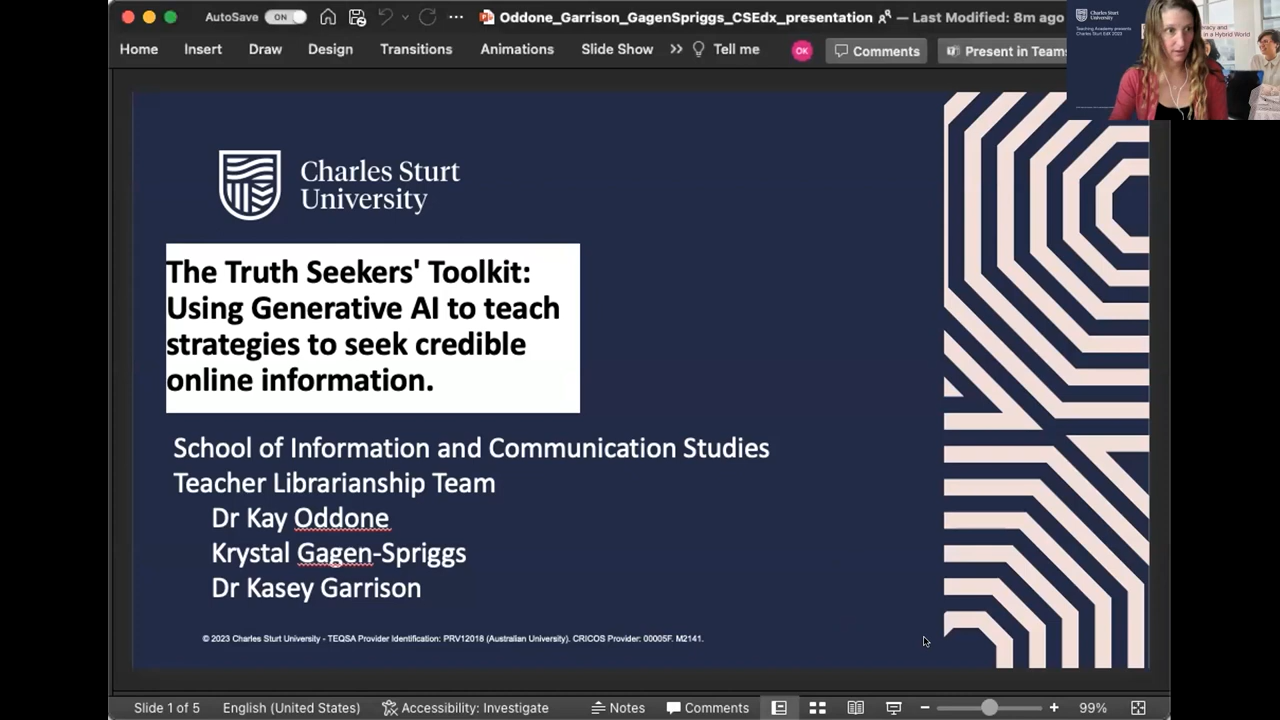 AutoSave ON ... Oddone_Garrison_GagenSpriggs_CSEdx_presentation — Last Modified: 8m ago
Home Insert Draw Design Transitions Animations Slide Show Tell me OK Comments Present in Teams
Charles Sturt
University
Charles Sturt
University
The Truth Seekers' Toolkit:
Using Generative AI to teach
strategies to seek credible
online information.
School of Information and Communication Studies
Teacher Librarianship Team
Dr Kay Oddone
Krystal Gagen-Spriggs
Dr Kasey Garrison
© 2023 Charles Sturt University - TEQSA Provider Identification: PRV12018 (Australian University). CRICOS Provider: 00005F. M2141.
Slide 1 of 5 English (United States) Accessibility: Investigate Notes Comments 99%